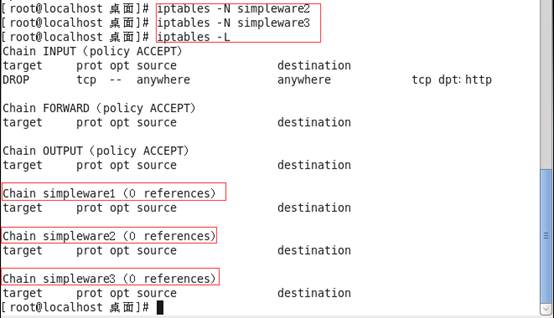 [root@localhost 桌面]# iptables -N simpleware2
[root@localhost 桌面]# iptables -N simpleware3
[root@localhost 桌面]# iptables -L
Chain INPUT (policy ACCEPT)
target     prot opt source               destination
DROP       tcp  --  anywhere             anywhere            tcp dpt:http

Chain FORWARD (policy ACCEPT)
target     prot opt source               destination

Chain OUTPUT (policy ACCEPT)
target     prot opt source               destination

Chain simpleware1 (0 references)
target     prot opt source               destination

Chain simpleware2 (0 references)
target     prot opt source               destination

Chain simpleware3 (0 references)
target     prot opt source               destination
[root@localhost 桌面]#